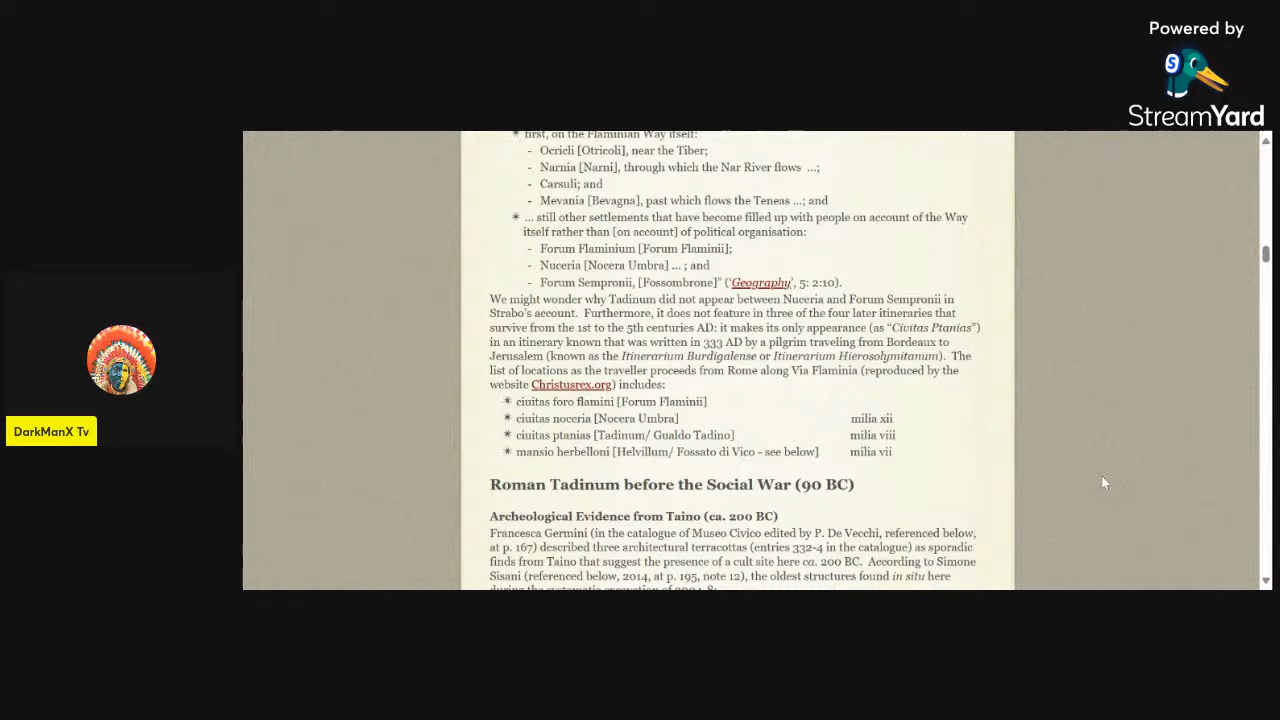 Powered by
StreamYard
✴ first, on the Flaminian Way itself:
- Ocricli [Otricoli], near the Tiber;
- Narnia [Narni], through which the Nar River flows ...;
- Carsuli; and
- Mevania [Bevagna], past which flows the Teneas ...; and
✴ ... still other settlements that have become filled up with people on account of the Way
itself rather than [on account] of political organisation:
- Forum Flaminium [Forum Flaminii];
- Nuceria [Nocera Umbra] ... ; and
- Forum Sempronii, [Fossombrone]” (‘Geography’, 5: 2:10).
We might wonder why Tadinum did not appear between Nuceria and Forum Sempronii in
Strabo’s account. Furthermore, it does not feature in three of the four later itineraries that
survive from the 1st to the 5th centuries AD: it makes its only appearance (as “Civitas Ptanias”)
in an itinerary known that was written in 333 AD by a pilgrim traveling from Bordeaux to
Jerusalem (known as the Itinerarium Burdigalense or Itinerarium Hierosolymitanum). The
list of locations as the traveller proceeds from Rome along Via Flaminia (reproduced by the
website Christusrex.org) includes:
✴ ciuitas foro flamini [Forum Flaminii]
✴ ciuitas noceria [Nocera Umbra] milia xii
✴ ciuitas ptanias [Tadinum/ Gualdo Tadino] milia viii
✴ mansio herbelloni [Helvillum/ Fossato di Vico - see below] milia vii
Roman Tadinum before the Social War (90 BC)
Archeological Evidence from Taino (ca. 200 BC)
Francesca Germini (in the catalogue of Museo Civico edited by P. De Vecchi, referenced below,
at p. 167) described three architectural terracottas (entries 332-4 in the catalogue) as sporadic
finds from Taino that suggest the presence of a cult site here ca. 200 BC. According to Simone
Sisani (referenced below, 2014, at p. 195, note 12), the oldest structures found in situ here
during the systematic excavation of 2004-8:
DarkManX Tv